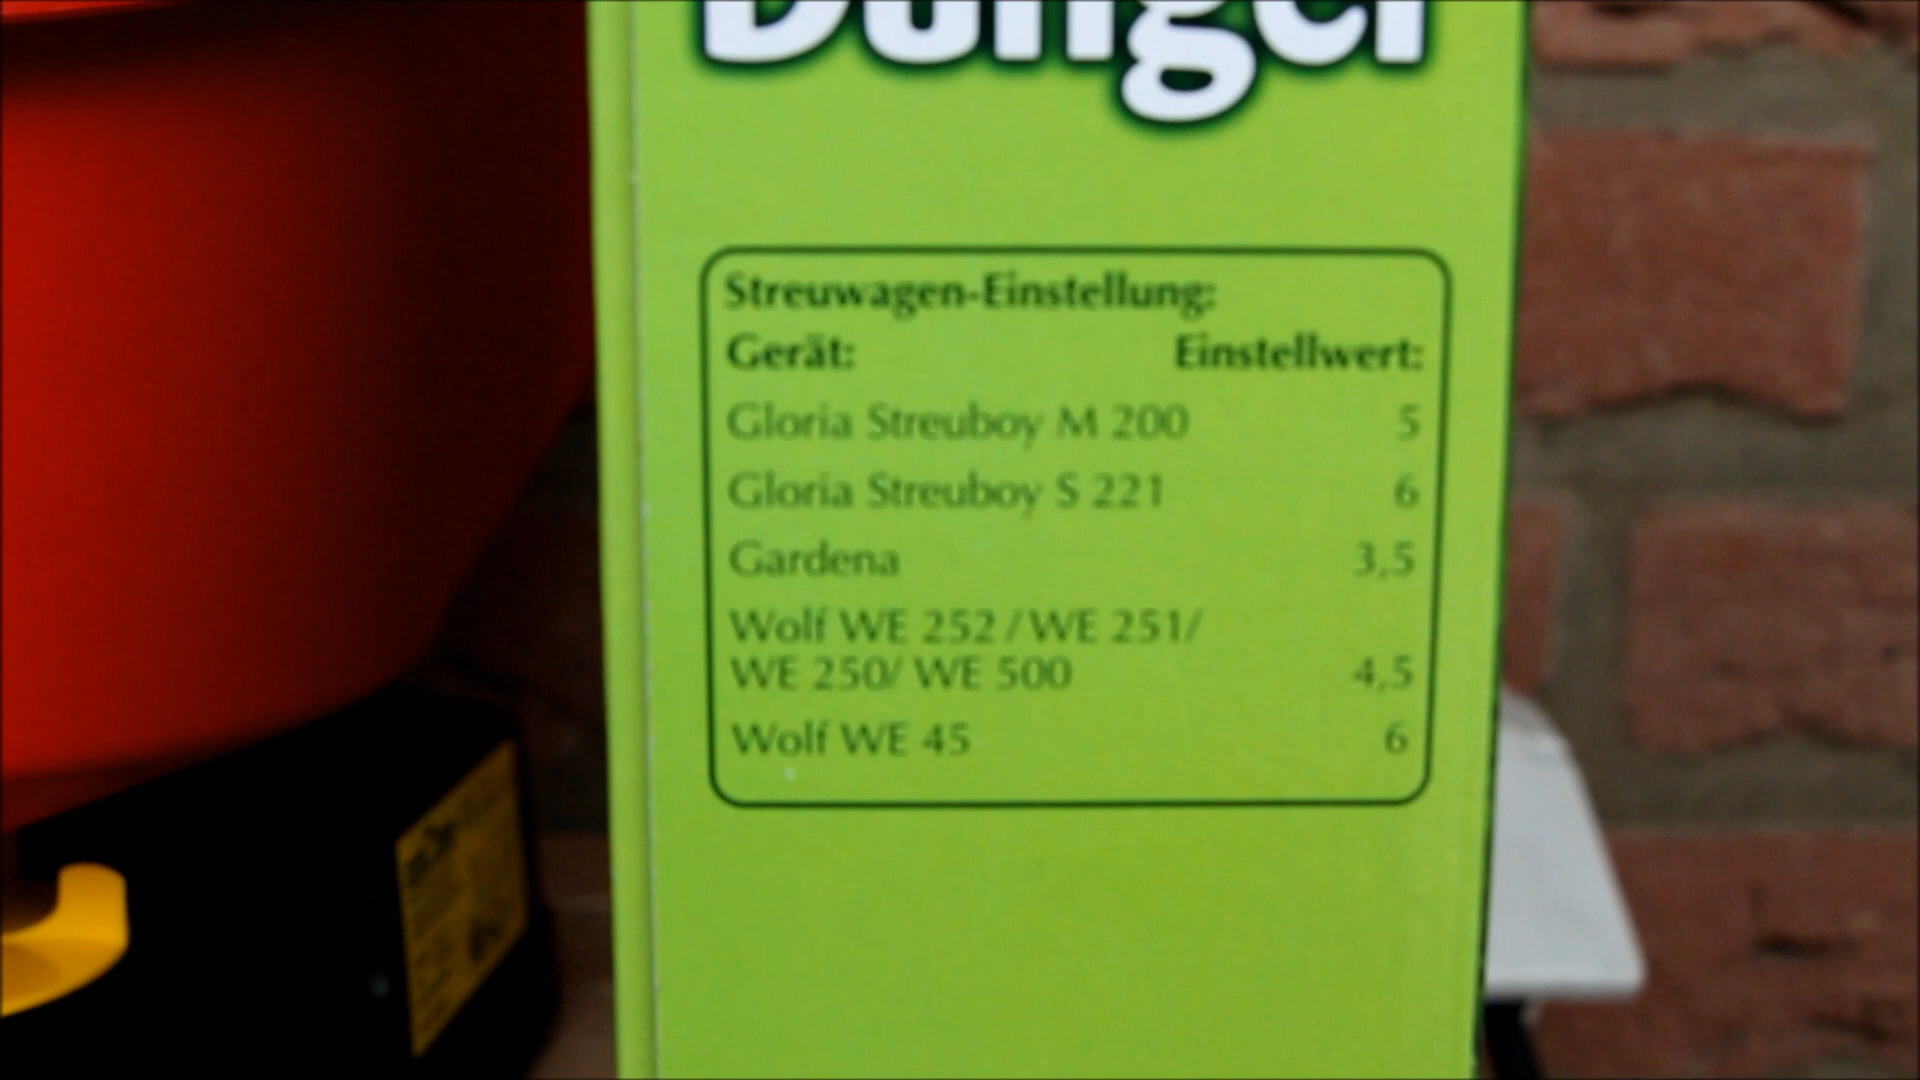 Dünger
Streuwagen-Einstellung:
Gerät: Einstellwert:
Gloria Streuboy M 200 5
Gloria Streuboy S 221 6
Gardena 3,5
Wolf WE 252 / WE 251/
WE 250/ WE 500 4,5
Wolf WE 45 6